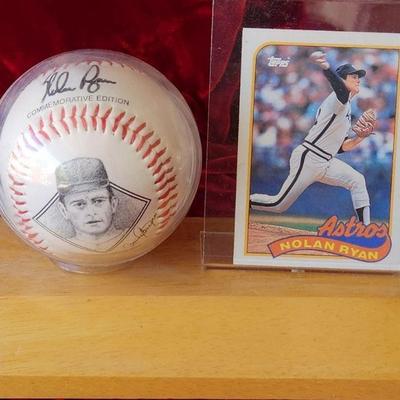 Nolan Ryan
COMMEMORATIVE EDITION
Topps
Astros
NOLAN RYAN